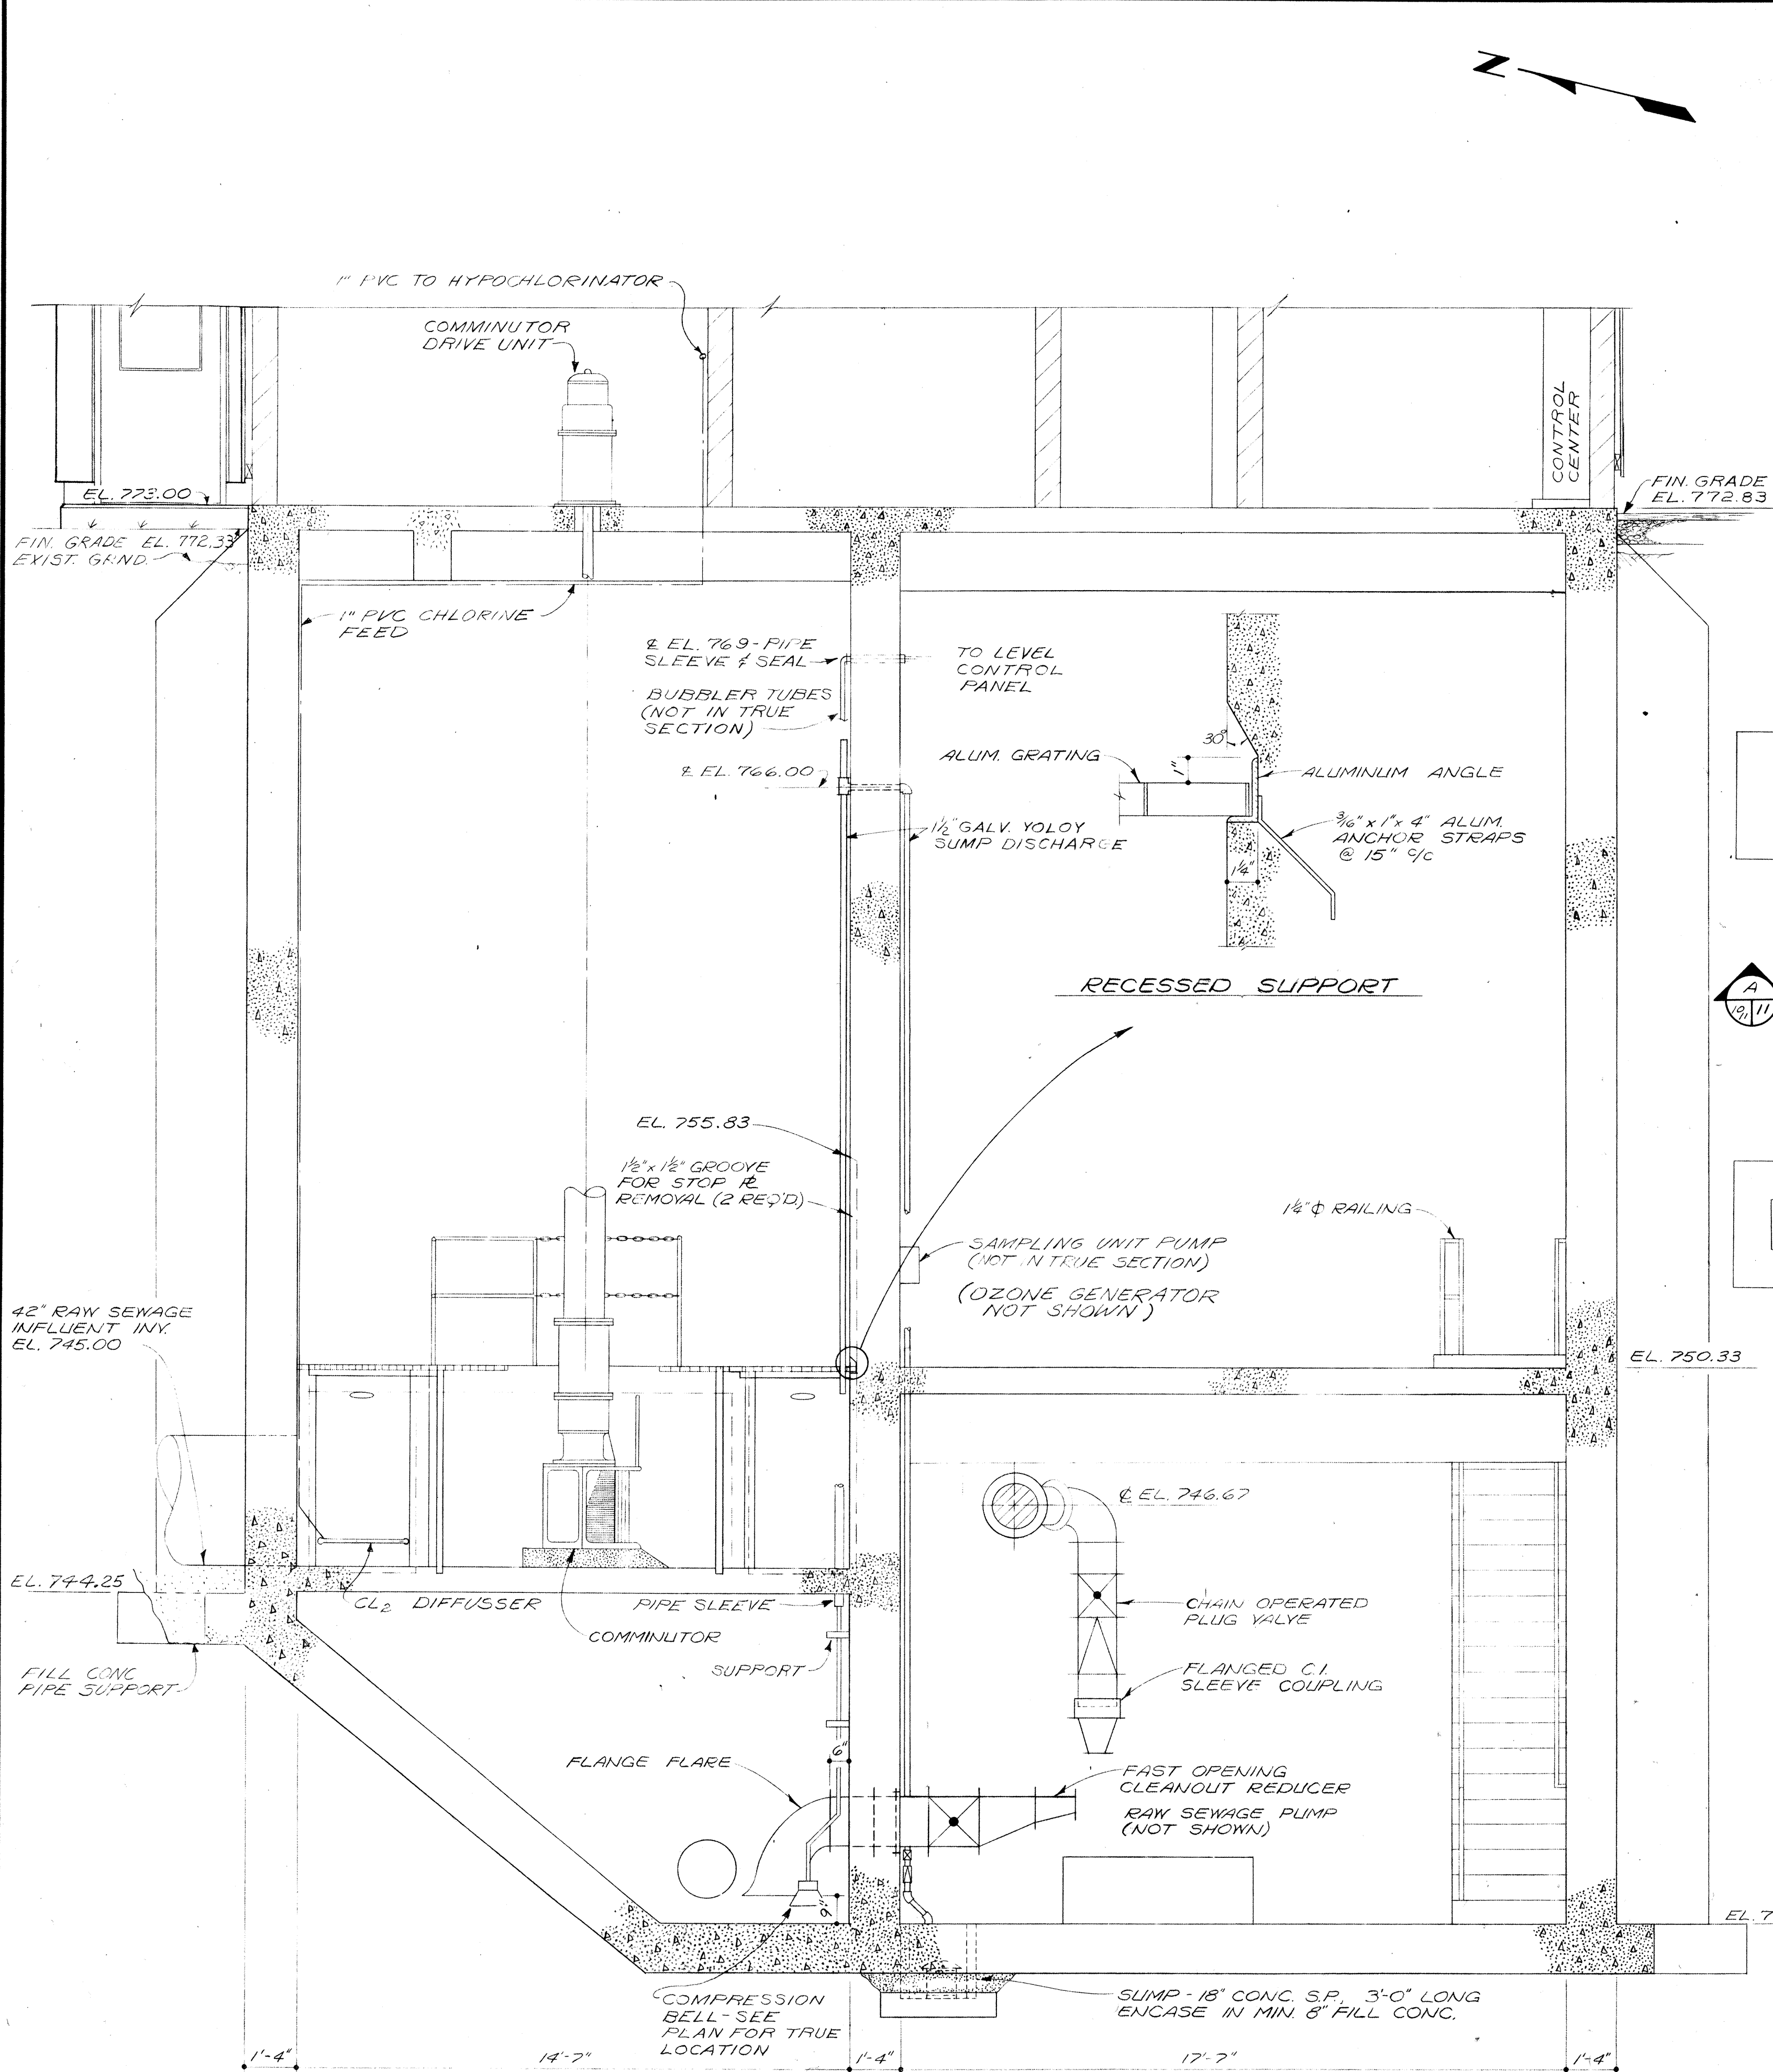 N
1" PVC TO HYPOCHLORINATOR
COMMINUTOR
DRIVE UNIT
CONTROL
CENTER
EL. 773.00
FIN. GRADE
EL. 772.83
FIN. GRADE EL. 772.33
EXIST. GRND.
1" PVC CHLORINE
FEED
℄ EL. 769-PIPE
SLEEVE & SEAL
TO LEVEL
CONTROL
PANEL
BUBBLER TUBES
(NOT IN TRUE
SECTION)
30°
ALUM. GRATING
1"
ALUMINUM ANGLE
℄ EL. 766.00
1½" GALV. YOLOY
SUMP DISCHARGE
3/16" x 1" x 4" ALUM.
ANCHOR STRAPS
@ 15" c/c
1¼"
RECESSED SUPPORT
A
10/11 11
EL. 755.83
1½" x 1½" GROOVE
FOR STOP ⅊
REMOVAL (2 REQ'D.)
1¼" Φ RAILING
SAMPLING UNIT PUMP
(NOT IN TRUE SECTION)
(OZONE GENERATOR
NOT SHOWN)
42" RAW SEWAGE
INFLUENT INV.
EL. 745.00
EL. 750.33
℄ EL. 746.67
EL. 744.25
CL₂ DIFFUSSER
PIPE SLEEVE
CHAIN OPERATED
PLUG VALVE
COMMINUTOR
SUPPORT
FILL CONC
PIPE SUPPORT
FLANGED C.I.
SLEEVE COUPLING
6"
FLANGE FLARE
FAST OPENING
CLEANOUT REDUCER
RAW SEWAGE PUMP
(NOT SHOWN)
9"
EL. 7
COMPRESSION
BELL-SEE
PLAN FOR TRUE
LOCATION
SUMP - 18" CONC. S.P., 3'-0" LONG
ENCASE IN MIN. 8" FILL CONC.
1'-4" 14'-7" 1'-4" 17'-7" 1'-4"